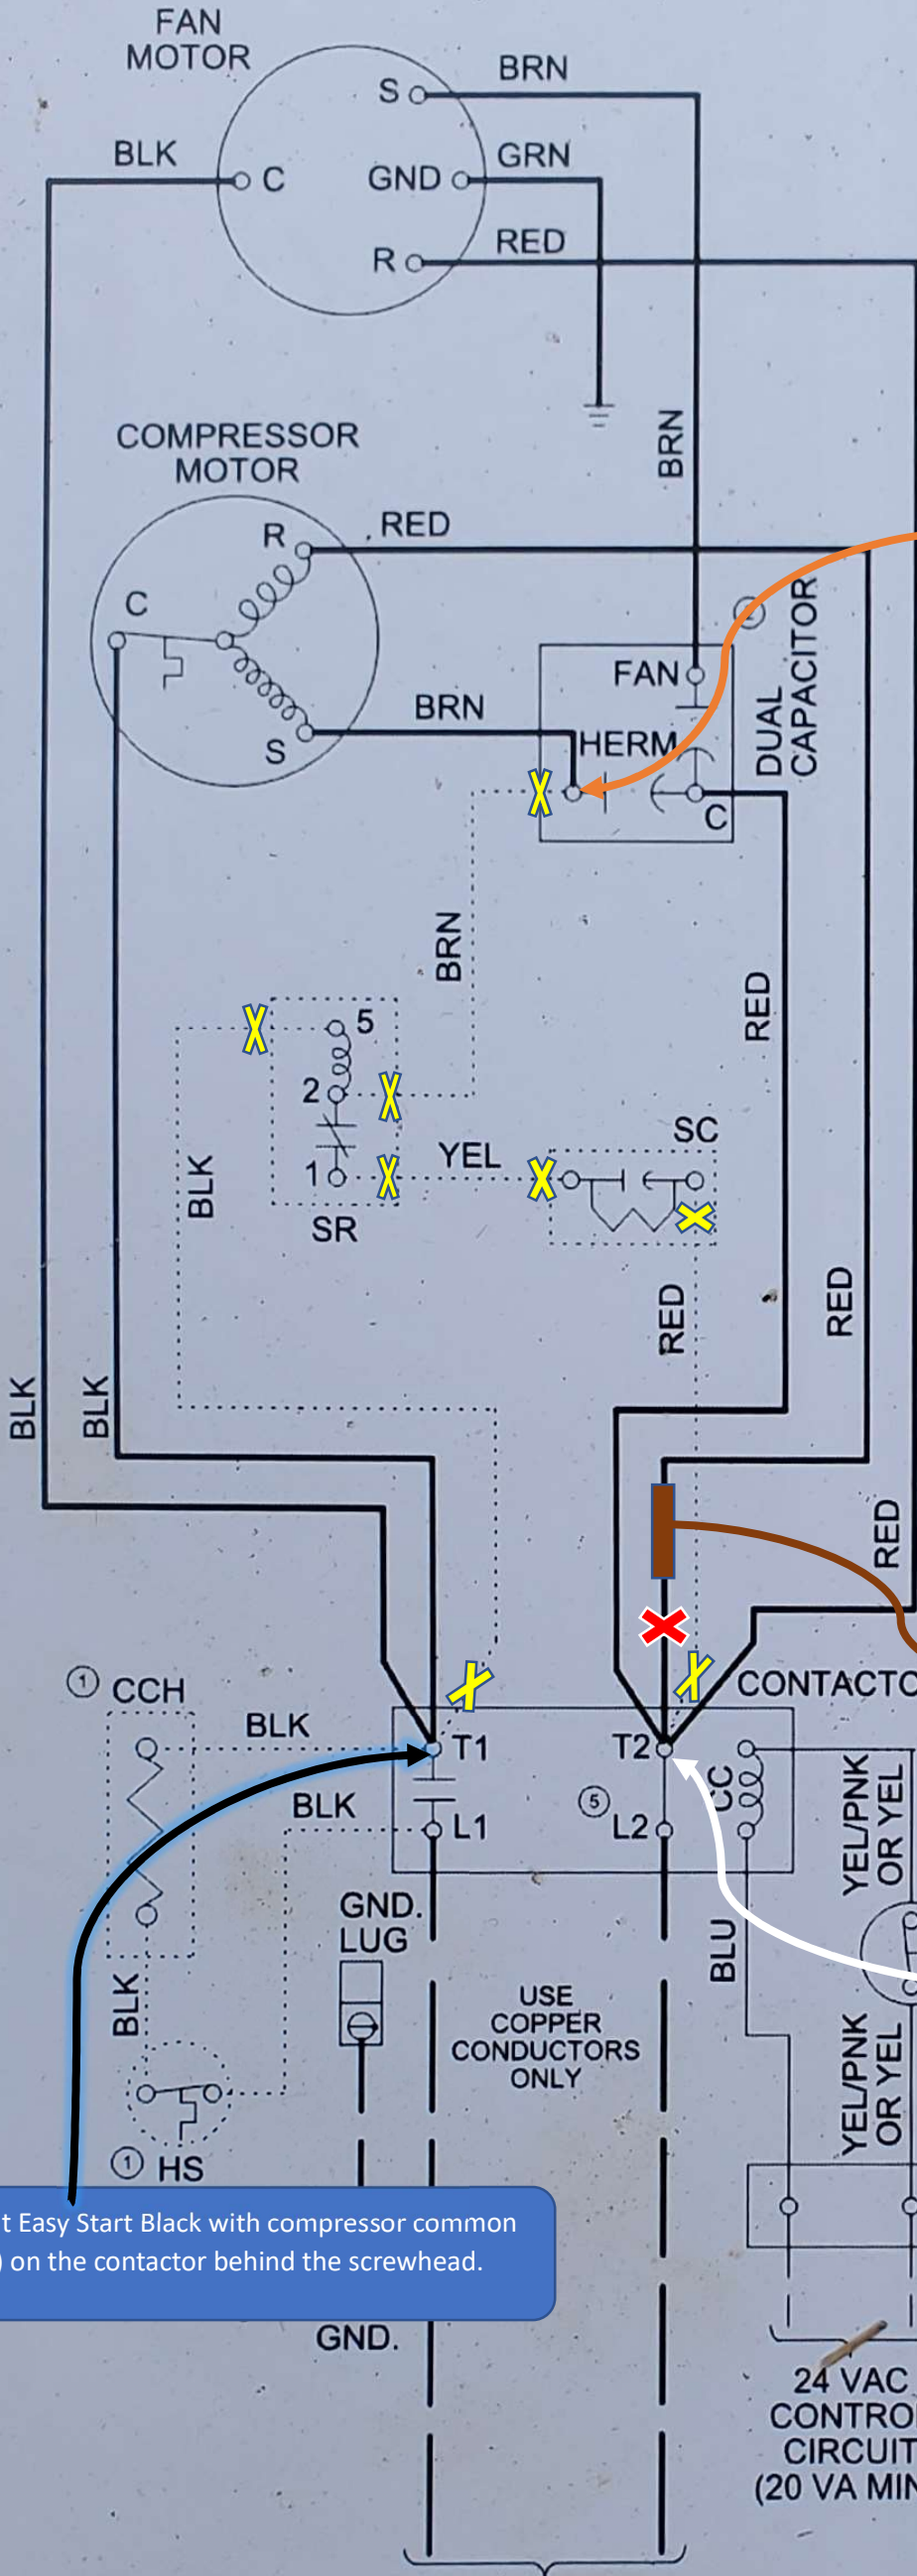 FAN
MOTOR
S
BRN
BLK
C
GND
GRN
R
RED
BRN
COMPRESSOR
MOTOR
R
RED
C
2
FAN
DUAL
CAPACITOR
BRN
HERM
S
C
BRN
RED
5
2
SC
YEL
1
BLK
SR
RED
RED
BLK
BLK
RED
1 CCH
CONTACTO
BLK
T1
T2
5
CC
BLK
L1
L2
YEL/PNK
OR YEL
GND.
LUG
BLU
BLK
USE
COPPER
CONDUCTORS
ONLY
YEL/PNK
OR YEL
1 HS
t Easy Start Black with compressor common
) on the contactor behind the screwhead.
GND.
24 VAC
CONTRO
CIRCUIT
(20 VA MIN